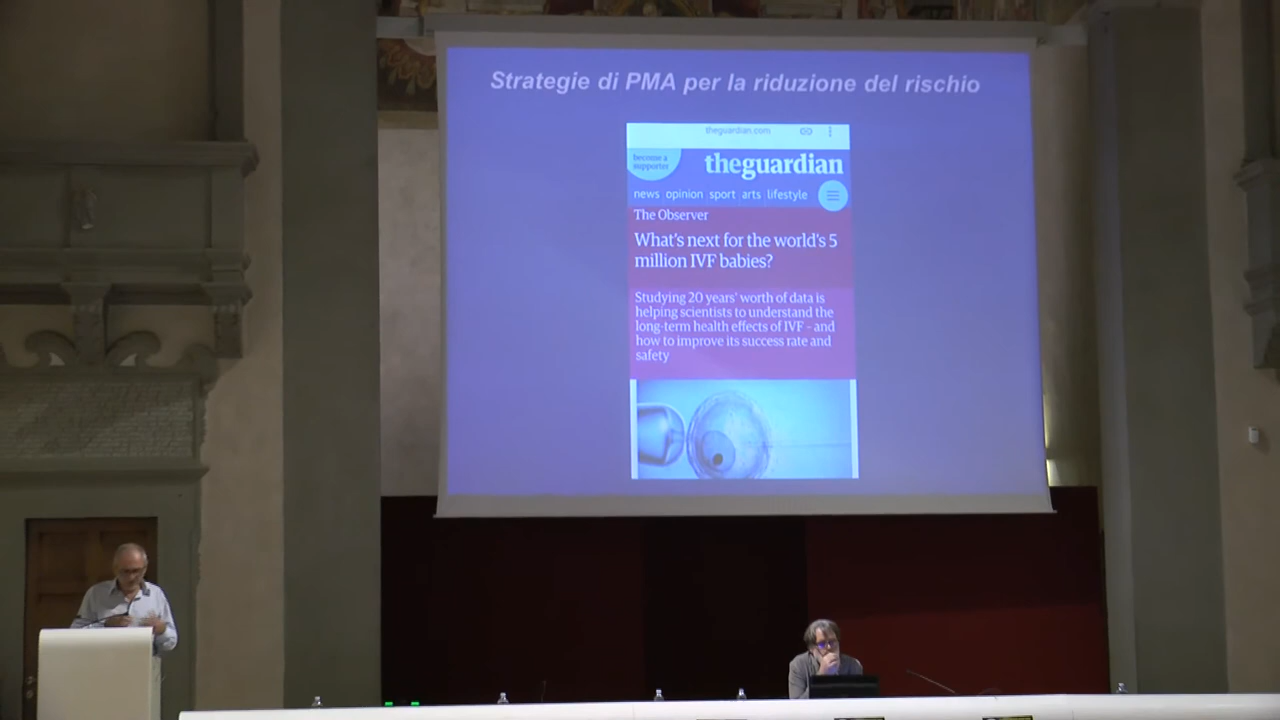 Strategie di PMA per la riduzione del rischio
theguardian.com
become a
supporter
theguardian
news opinion sport arts lifestyle
The Observer
What's next for the world's 5
million IVF babies?
Studying 20 years' worth of data is
helping scientists to understand the
long-term health effects of IVF – and
how to improve its success rate and
safety